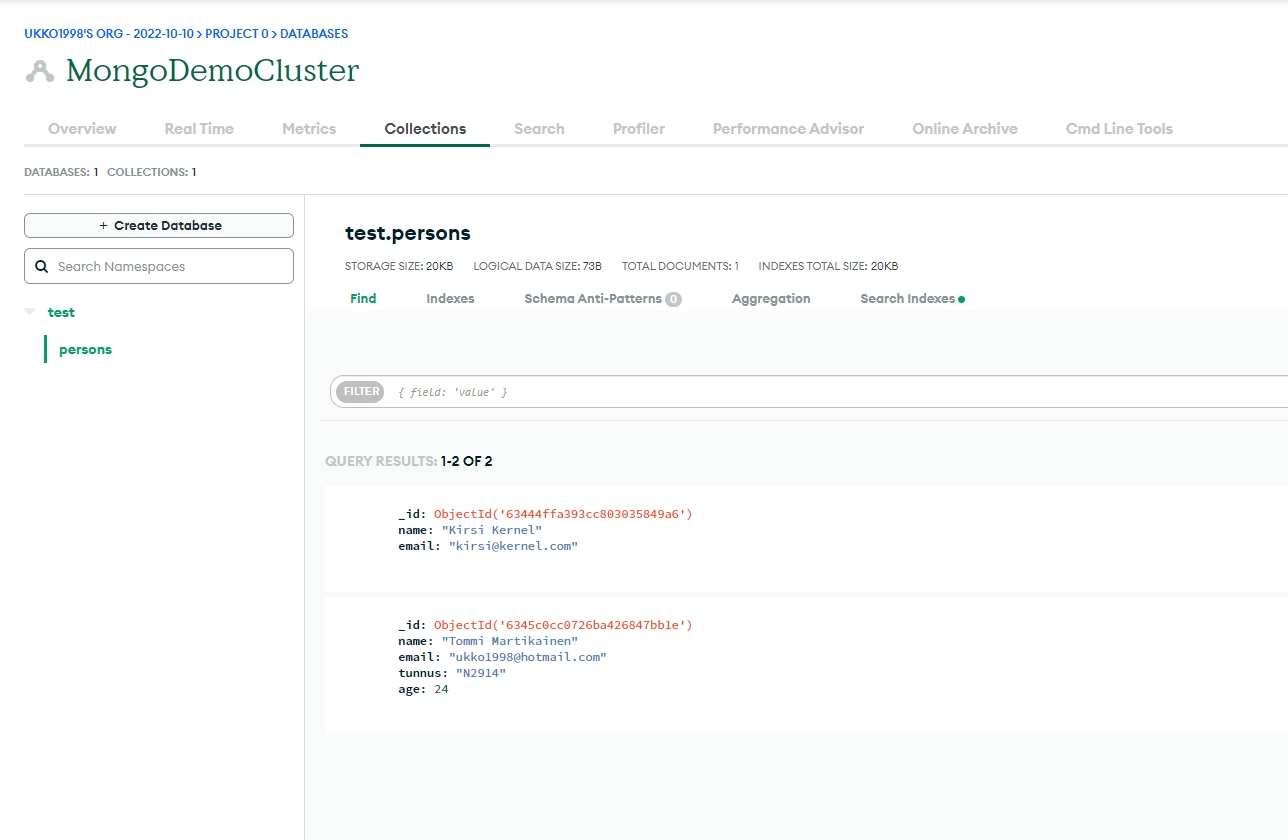 UKKO1998'S ORG - 2022-10-10 > PROJECT 0 > DATABASES
MongoDemoCluster
Overview Real Time Metrics Collections Search Profiler Performance Advisor Online Archive Cmd Line Tools
DATABASES: 1 COLLECTIONS: 1
+ Create Database
Search Namespaces
test
persons
test.persons
STORAGE SIZE: 20KB LOGICAL DATA SIZE: 73B TOTAL DOCUMENTS: 1 INDEXES TOTAL SIZE: 20KB
Find Indexes Schema Anti-Patterns 0 Aggregation Search Indexes
FILTER { field: 'value' }
QUERY RESULTS: 1-2 OF 2
_id: ObjectId('63444ffa393cc803035849a6')
name: "Kirsi Kernel"
email: "kirsi@kernel.com"
_id: ObjectId('6345c0cc0726ba426847bb1e')
name: "Tommi Martikainen"
email: "ukko1998@hotmail.com"
tunnus: "N2914"
age: 24